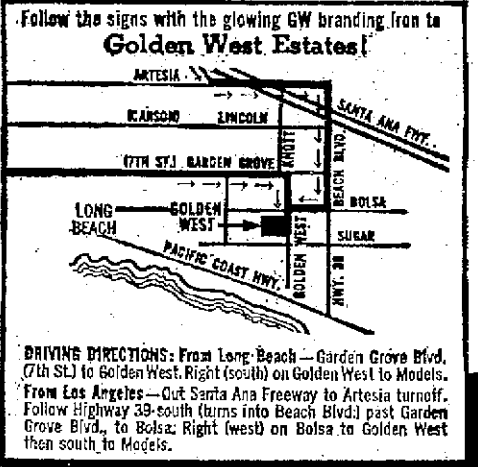 Follow the signs with the glowing GW branding Iron to
Golden West Estates!
ARTESIA
SANTA ANA FWY.
(CARSON) LINCOLN
KNOTT
BEACH BLVD.
(7TH ST.) GARDEN GROVE
LONG BEACH
GOLDEN WEST
BOLSA
SUGAR
GOLDEN WEST
HWY. 39
PACIFIC COAST HWY.
DRIVING DIRECTIONS: From Long Beach — Garden Grove Blvd.
(7th St.) to Golden West. Right (south) on Golden West to Models.
From Los Angeles — Out Santa Ana Freeway to Artesia turnoff.
Follow Highway 39 south (turns into Beach Blvd.) past Garden
Grove Blvd., to Bolsa. Right (west) on Bolsa to Golden West
then south to Models.